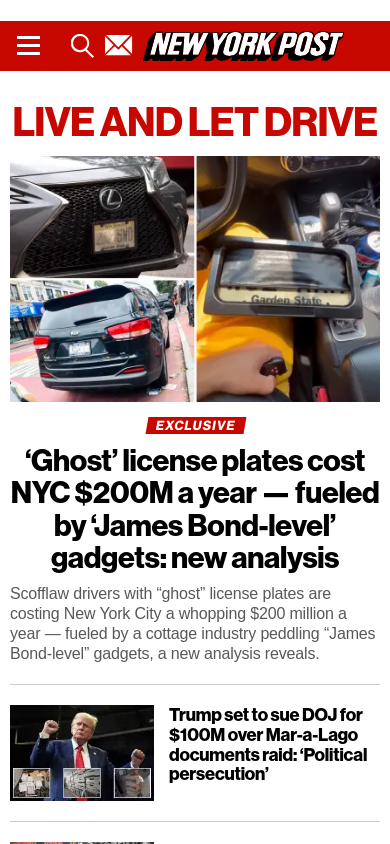 NEW YORK POST
LIVE AND LET DRIVE
Garden State
EXCLUSIVE
‘Ghost’ license plates cost
NYC $200M a year — fueled
by ‘James Bond-level’
gadgets: new analysis
Scofflaw drivers with “ghost” license plates are
costing New York City a whopping $200 million a
year — fueled by a cottage industry peddling “James
Bond-level” gadgets, a new analysis reveals.
Trump set to sue DOJ for
$100M over Mar-a-Lago
documents raid: ‘Political
persecution’